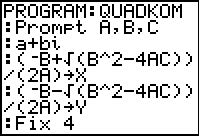 PROGRAM:QUADKOM
:Prompt A,B,C
:a+bi
:(-B+√(B^2-4AC))
/(2A)→X
:(-B-√(B^2-4AC))
/(2A)→Y
:Fix 4